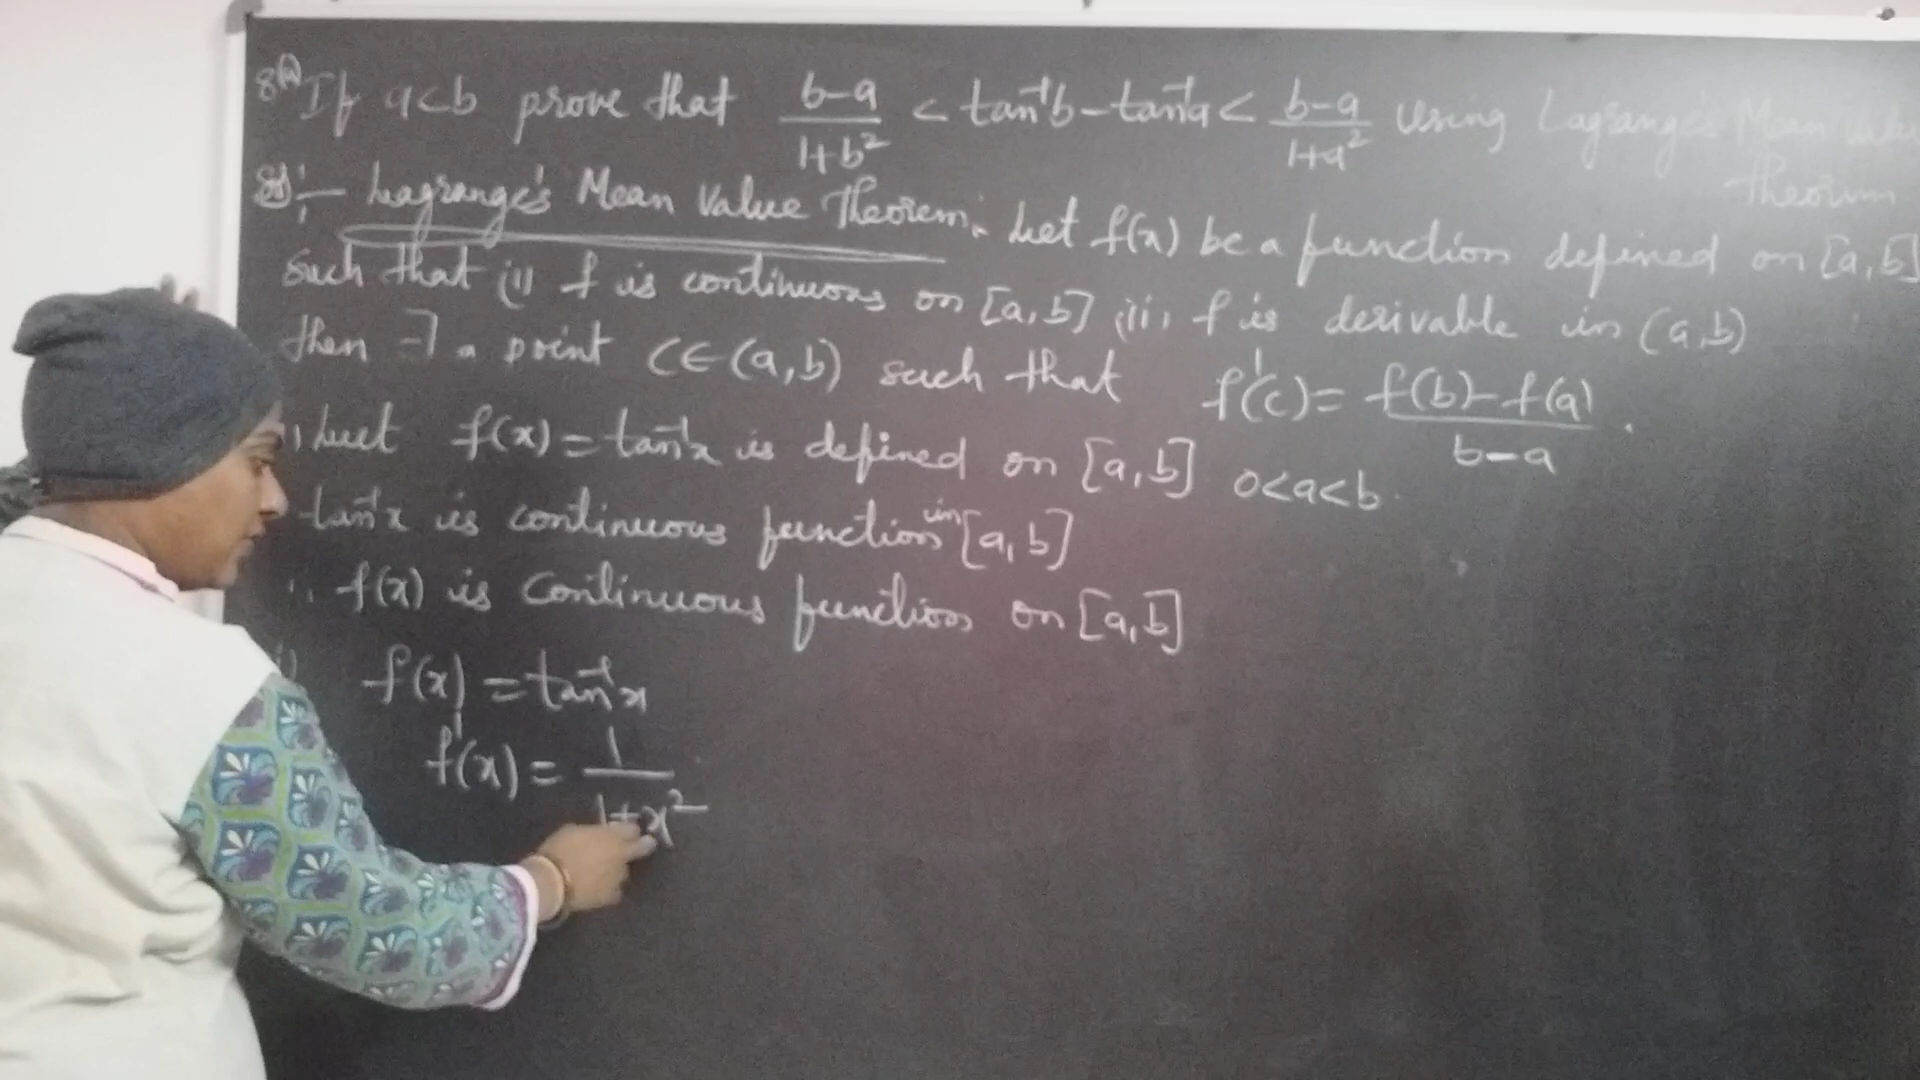 8(a) If a<b prove that b-a/1+b² < tan⁻¹b - tan⁻¹a < b-a/1+a² using Lagrange's Mean Value
theorem
Sol:- Lagrange's Mean Value Theorem: Let f(x) be a function defined on [a,b]
such that (i) f is continuous on [a,b] (ii) f is derivable in (a,b)
then ∃ a point c∈(a,b) such that f'(c) = f(b)-f(a)/b-a.
Let f(x) = tan⁻¹x is defined on [a,b] 0<a<b.
tan⁻¹x is continuous function in [a,b]
∴ f(x) is continuous function on [a,b]
f(x) = tan⁻¹x
f'(x) = 1/1+x²